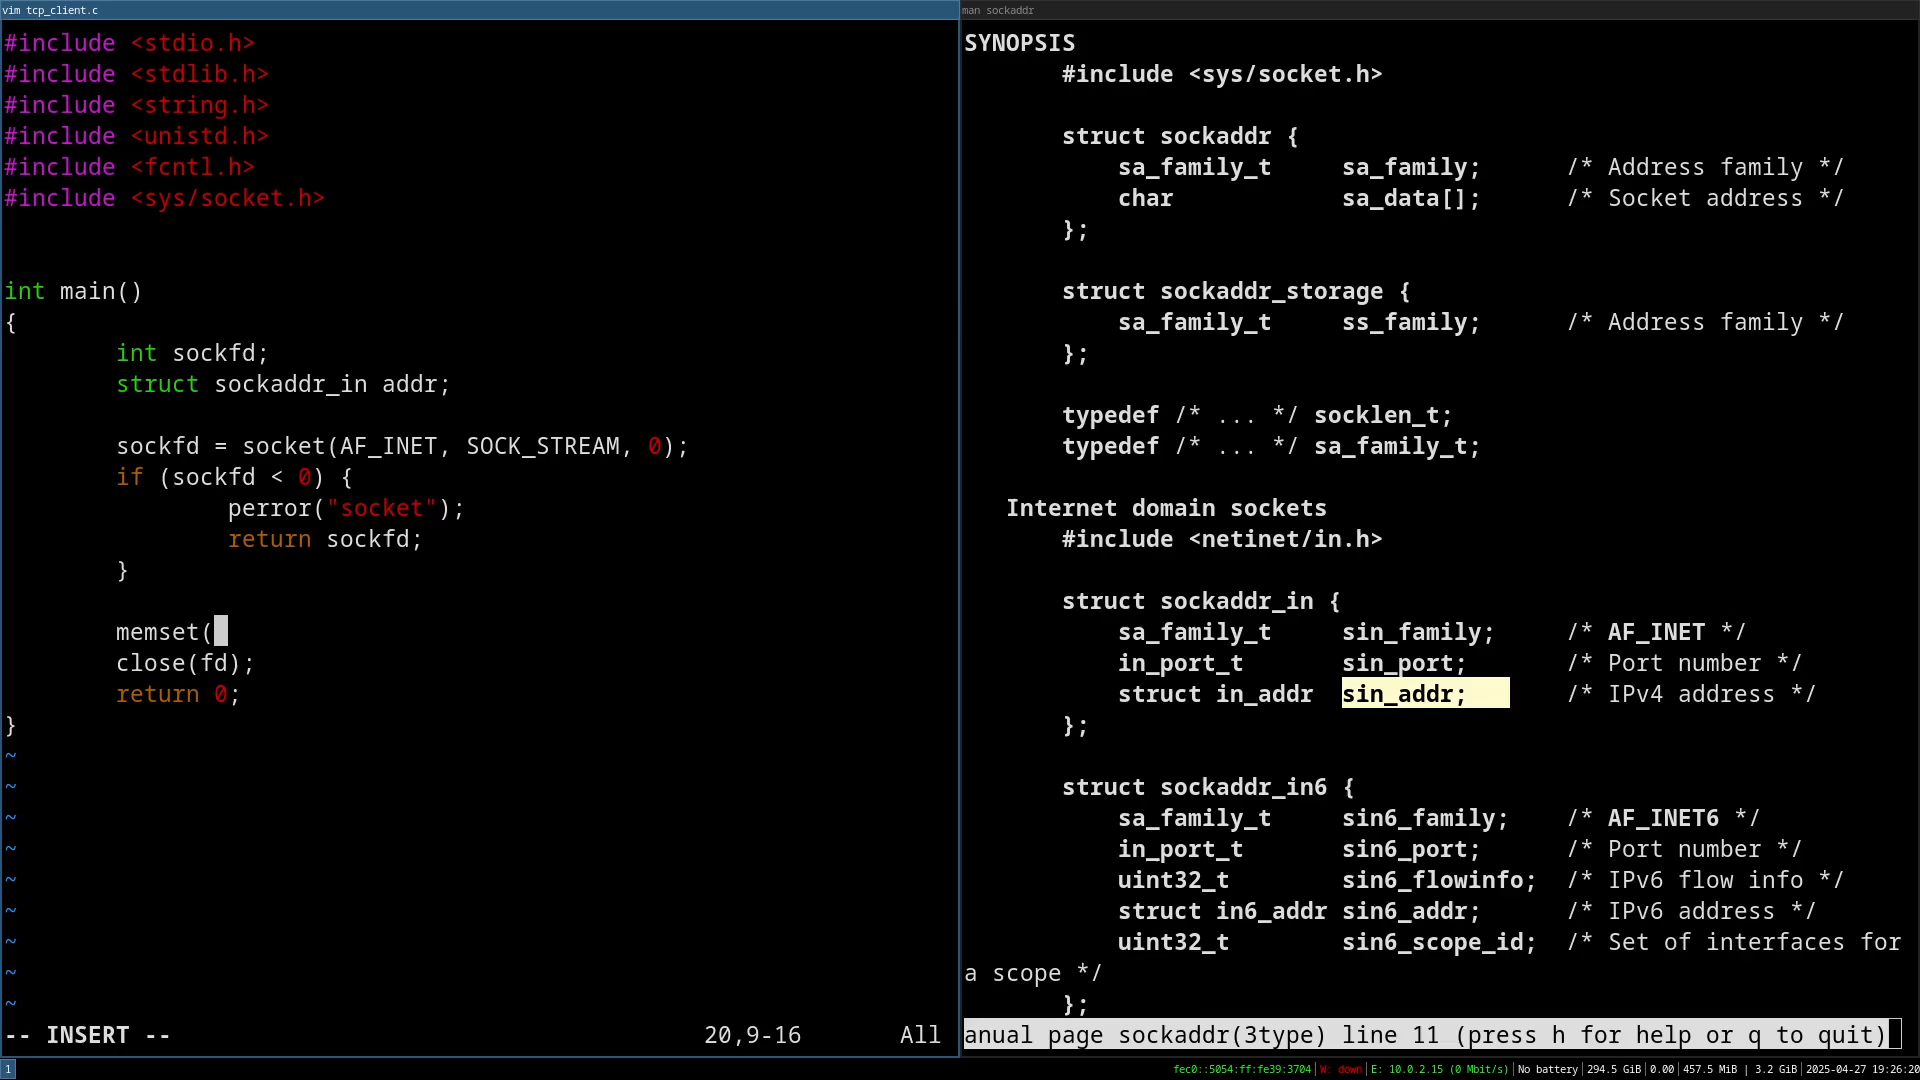 vim tcp_client.c
#include <stdio.h>
#include <stdlib.h>
#include <string.h>
#include <unistd.h>
#include <fcntl.h>
#include <sys/socket.h>
int main()
{
int sockfd;
struct sockaddr_in addr;
sockfd = socket(AF_INET, SOCK_STREAM, 0);
if (sockfd < 0) {
perror("socket");
return sockfd;
}
memset(
close(fd);
return 0;
}
~
~
~
~
~
~
~
~
~
-- INSERT -- 20,9-16 All
man sockaddr
SYNOPSIS
#include <sys/socket.h>
struct sockaddr {
sa_family_t sa_family; /* Address family */
char sa_data[]; /* Socket address */
};
struct sockaddr_storage {
sa_family_t ss_family; /* Address family */
};
typedef /* ... */ socklen_t;
typedef /* ... */ sa_family_t;
Internet domain sockets
#include <netinet/in.h>
struct sockaddr_in {
sa_family_t sin_family; /* AF_INET */
in_port_t sin_port; /* Port number */
struct in_addr sin_addr; /* IPv4 address */
};
struct sockaddr_in6 {
sa_family_t sin6_family; /* AF_INET6 */
in_port_t sin6_port; /* Port number */
uint32_t sin6_flowinfo; /* IPv6 flow info */
struct in6_addr sin6_addr; /* IPv6 address */
uint32_t sin6_scope_id; /* Set of interfaces for
a scope */
};
anual page sockaddr(3type) line 11 (press h for help or q to quit)
1 fec0::5054:ff:fe39:3704 | W: down | E: 10.0.2.15 (0 Mbit/s) | No battery | 294.5 GiB | 0.00 | 457.5 MiB | 3.2 GiB | 2025-04-27 19:26:20